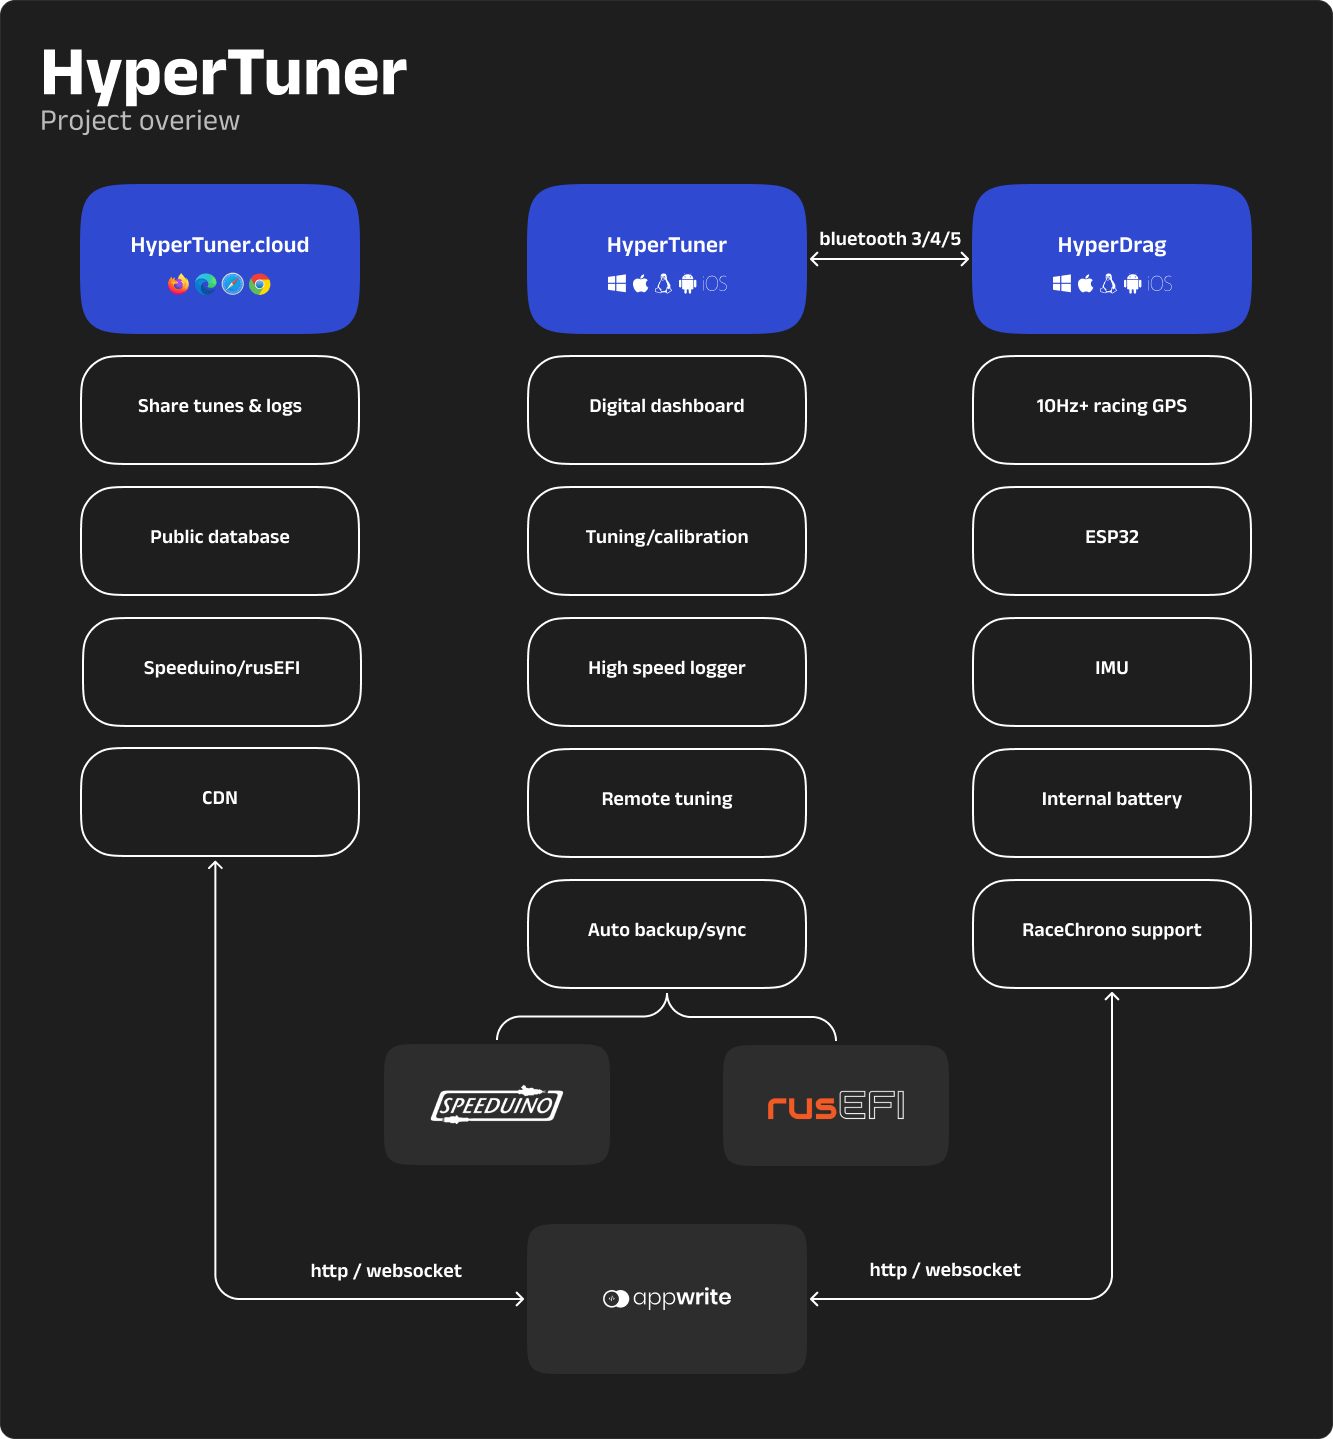 HyperTuner
Project overiew
HyperTuner.cloud
HyperTuner
iOS
bluetooth 3/4/5
HyperDrag
iOS
Share tunes & logs
Digital dashboard
10Hz+ racing GPS
Public database
Tuning/calibration
ESP32
Speeduino/rusEFI
High speed logger
IMU
CDN
Remote tuning
Internal battery
Auto backup/sync
RaceChrono support
SPEEDUINO
rusEFI
http / websocket
http / websocket
appwrite